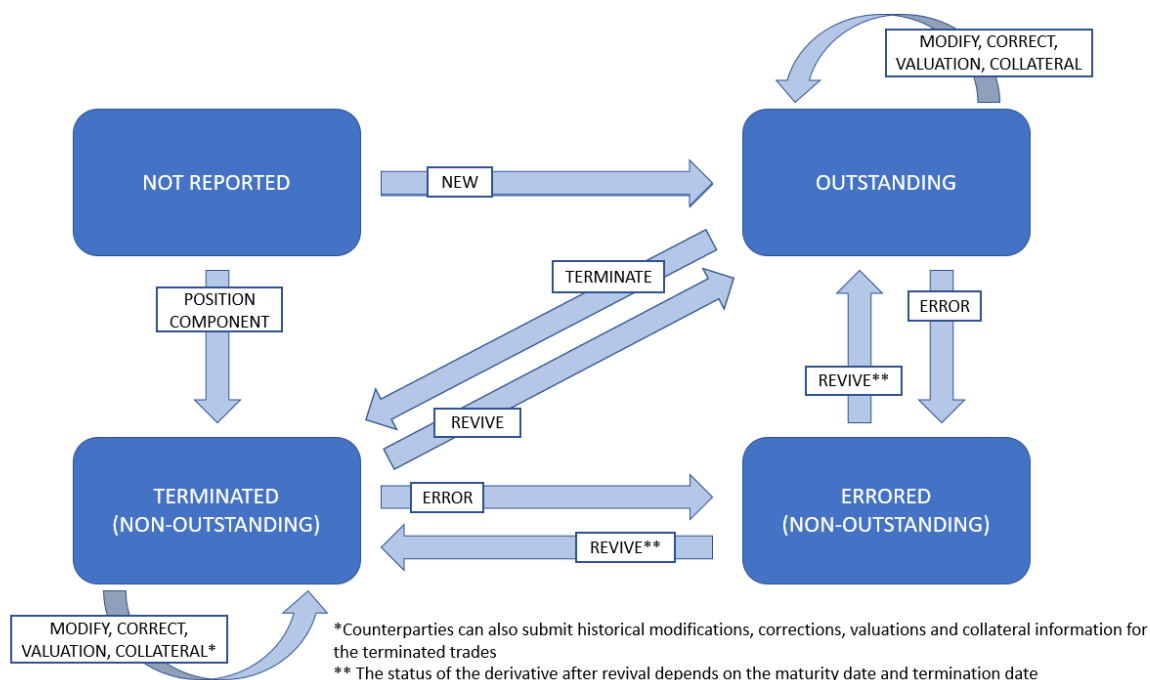 MODIFY, CORRECT,
VALUATION, COLLATERAL
NOT REPORTED
NEW
OUTSTANDING
TERMINATE
POSITION
COMPONENT
ERROR
REVIVE**
REVIVE
TERMINATED
(NON-OUTSTANDING)
ERROR
ERRORED
(NON-OUTSTANDING)
REVIVE**
MODIFY, CORRECT,
VALUATION, COLLATERAL*
*Counterparties can also submit historical modifications, corrections, valuations and collateral information for
the terminated trades
** The status of the derivative after revival depends on the maturity date and termination date